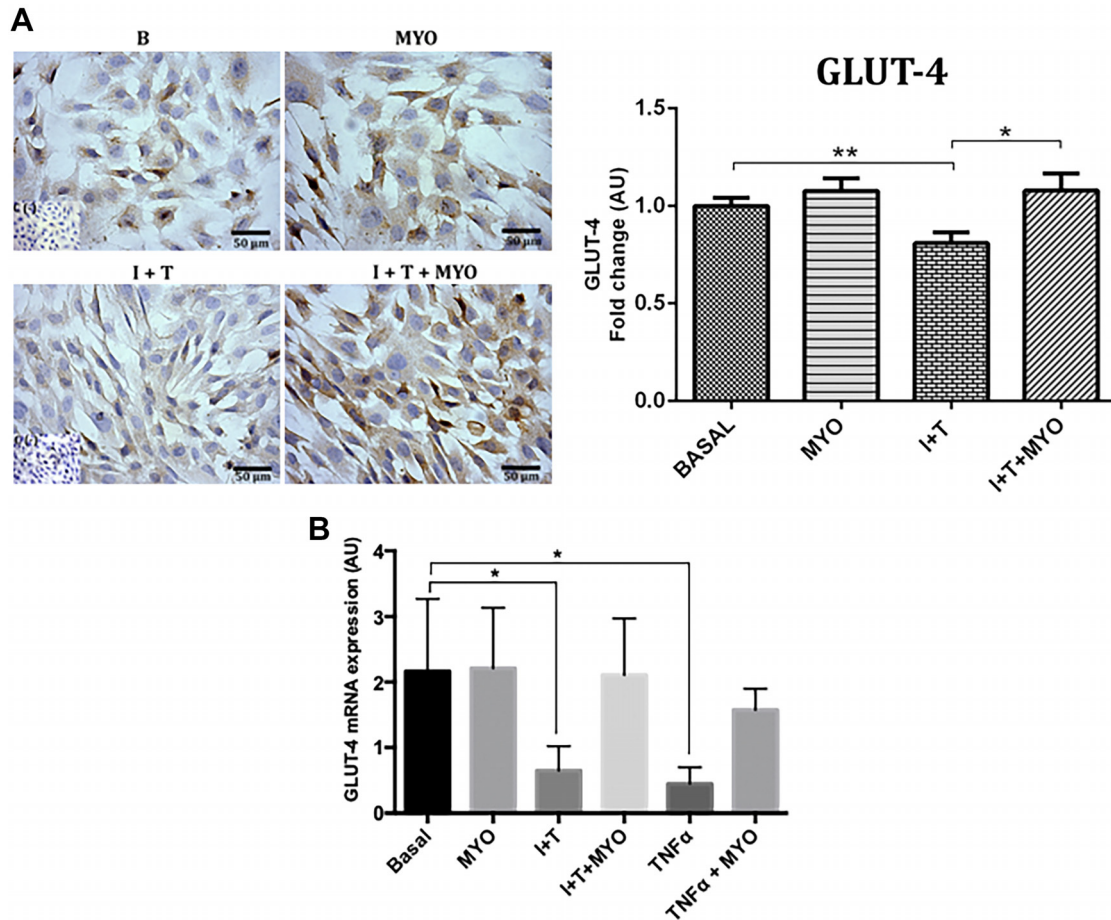 A
B
MYO
C (-)
50 µm
50 µm
I + T
I + T + MYO
50 µm
50 µm
GLUT-4
**
*
GLUT-4
Fold change (AU)
1.5
1.0
0.5
0.0
BASAL
MYO
I+T
I+T+MYO
B
GLUT-4 mRNA expression (AU)
4
3
2
1
0
*
*
Basal
MYO
I+T
I+T+MYO
TNFα
TNFα + MYO